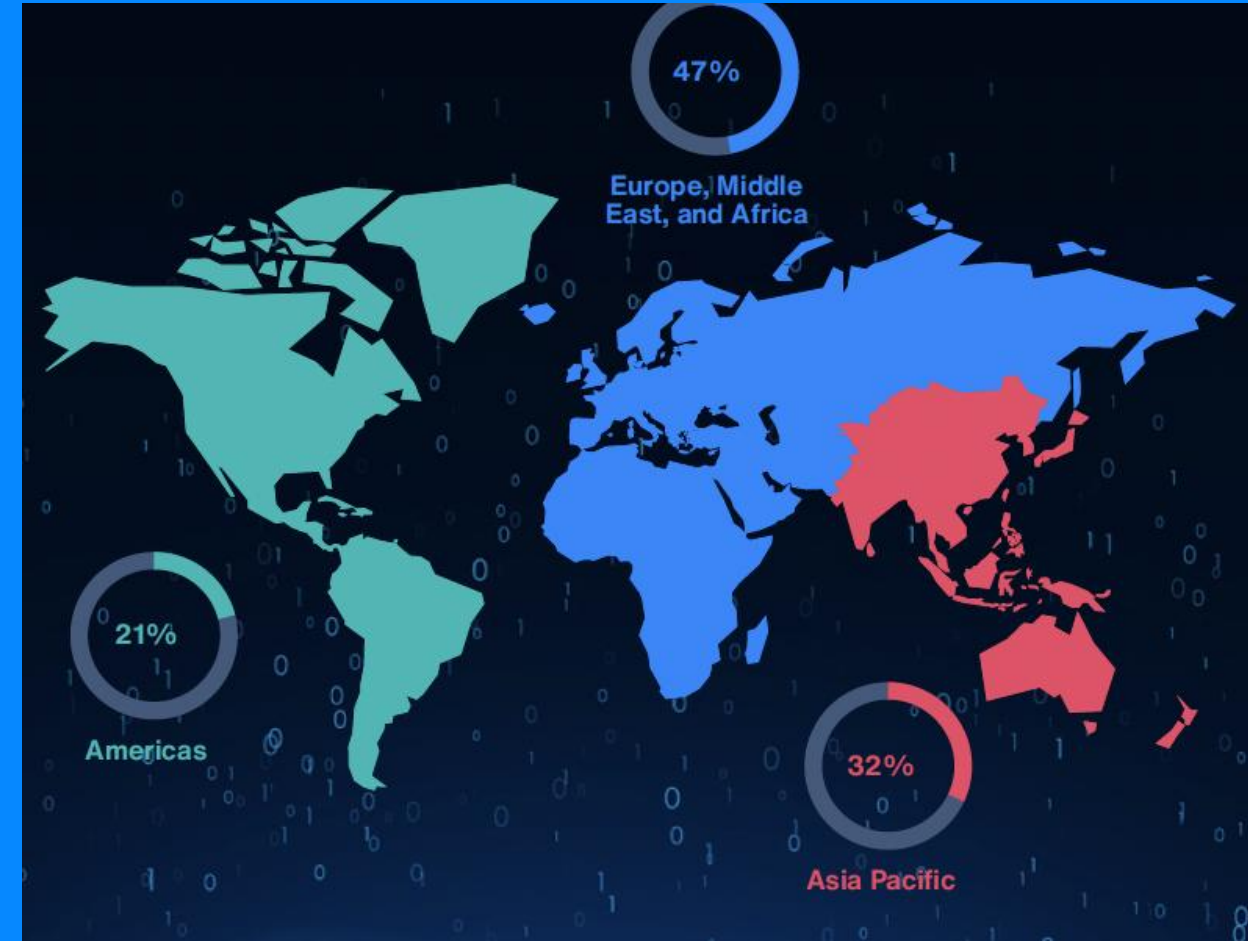 47%
Europe, Middle
East, and Africa
21%
Americas
32%
Asia Pacific